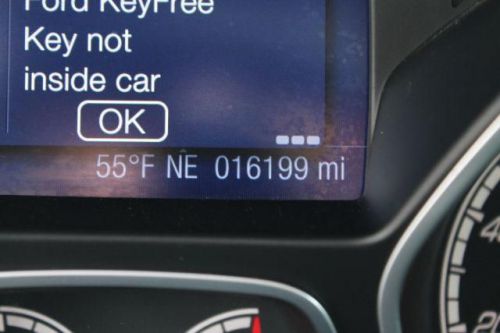 Ford KeyFree
Key not
inside car
OK
55°F NE 016199 mi